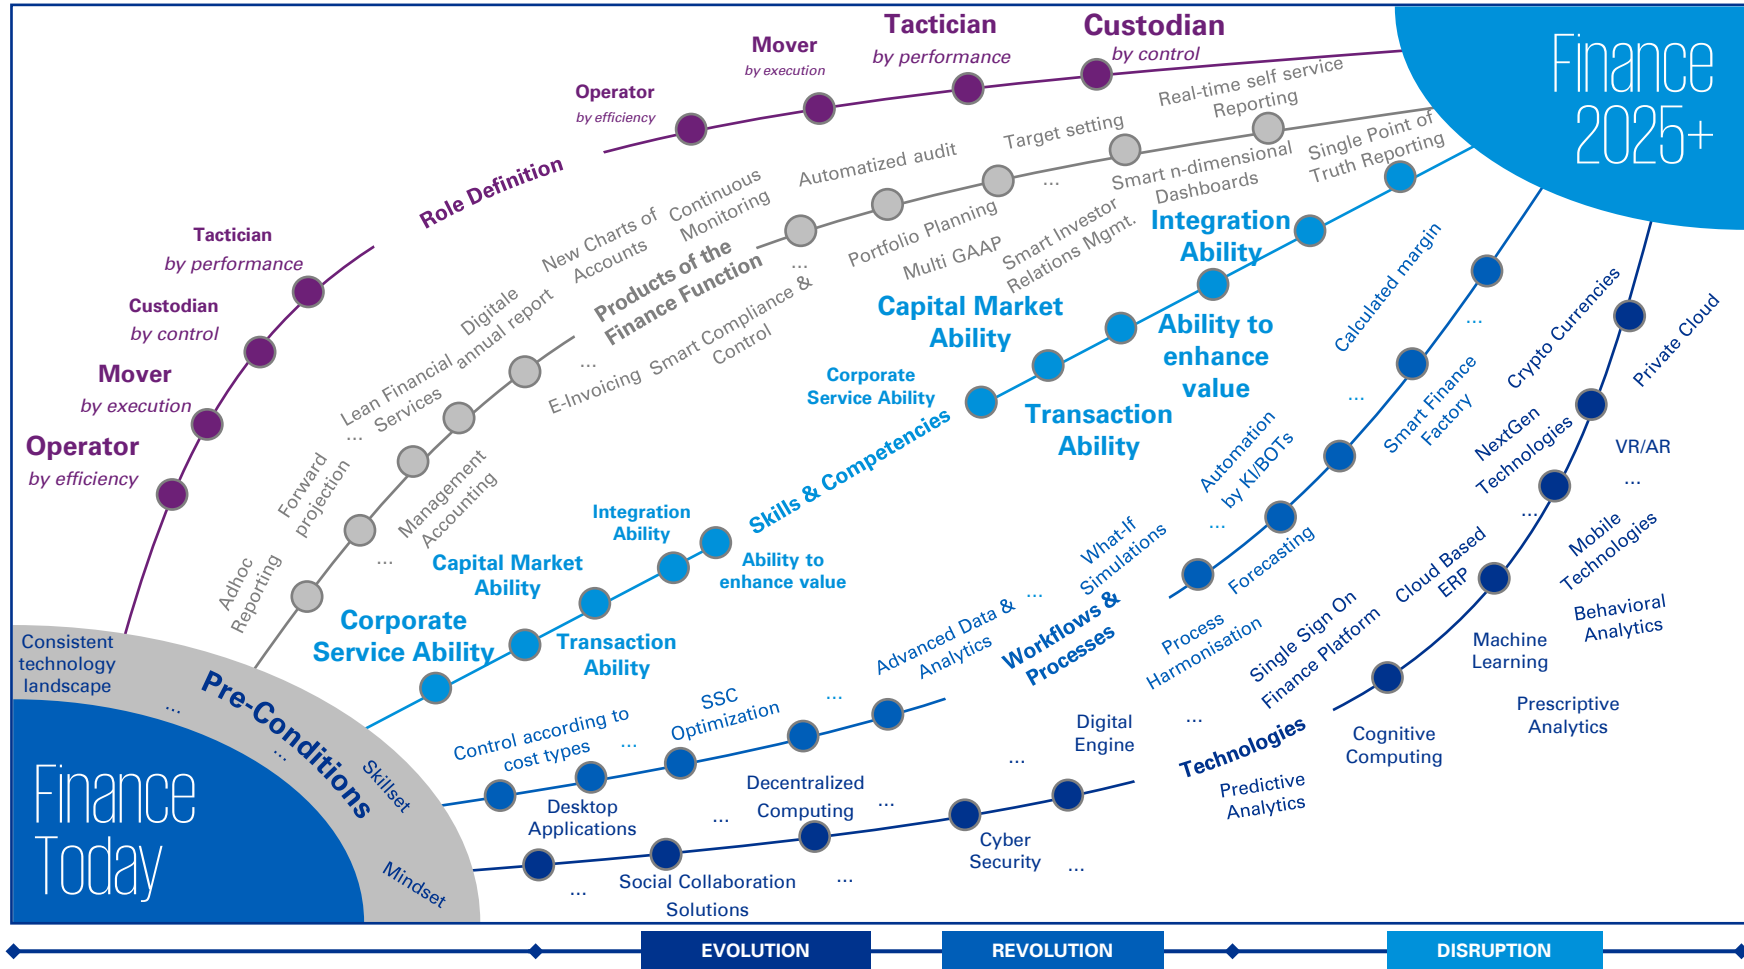 Finance
2025+
Custodian
by control
Tactician
by performance
Mover
by execution
Operator
by efficiency
Role Definition
Tactician
by performance
Custodian
by control
Mover
by execution
Operator
by efficiency
Real-time self service
Reporting
Target setting
Single Point of
Truth Reporting
Automatized audit
...
Smart n-dimensional
Dashboards
Continuous
Monitoring
New Charts of
Accounts
Products of the
Finance Function
...
Portfolio Planning
Multi GAAP
Smart Investor
Relations Mgmt.
Digitale
annual report
...
E-Invoicing
Smart Compliance &
Control
Lean Financial
Services
...
Forward
projection
Management
Accounting
...
Adhoc
Reporting
Integration
Ability
Capital Market
Ability
Ability to
enhance
value
Corporate
Service Ability
Transaction
Ability
Skills & Competencies
Integration
Ability
Ability to
enhance value
Capital Market
Ability
Transaction
Ability
Corporate
Service Ability
Calculated margin
...
Smart Finance
Factory
...
Automation
by KI/BOTs
...
Forecasting
What-If
Simulations
...
Process
Harmonisation
Workflows &
Processes
Advanced Data &
Analytics
...
SSC
Optimization
...
Control according to
cost types
Crypto Currencies
Private Cloud
NextGen
Technologies
VR/AR
...
...
Mobile
Technologies
Cloud Based
ERP
Behavioral
Analytics
Machine
Learning
Single Sign On
Finance Platform
Prescriptive
Analytics
Cognitive
Computing
...
Technologies
Predictive
Analytics
Digital
Engine
...
Decentralized
Computing
...
Cyber
Security
...
Desktop
Applications
...
Social Collaboration
Solutions
...
...
Consistent
technology
landscape
...
Pre-Conditions
...
Skillset
Mindset
Finance
Today
EVOLUTION
REVOLUTION
DISRUPTION